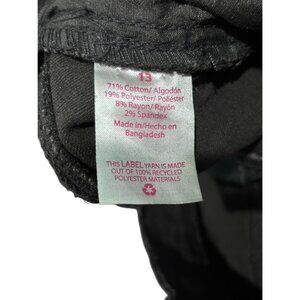 13
71% Cotton/ Algodón
19% Polyester/ Poliéster
8% Rayon/ Rayón
2% Spandex
Made in/Hecho en
Bangladesh
THIS LABEL YARN IS MADE
OUT OF 100% RECYCLED
POLYESTER MATERIALS